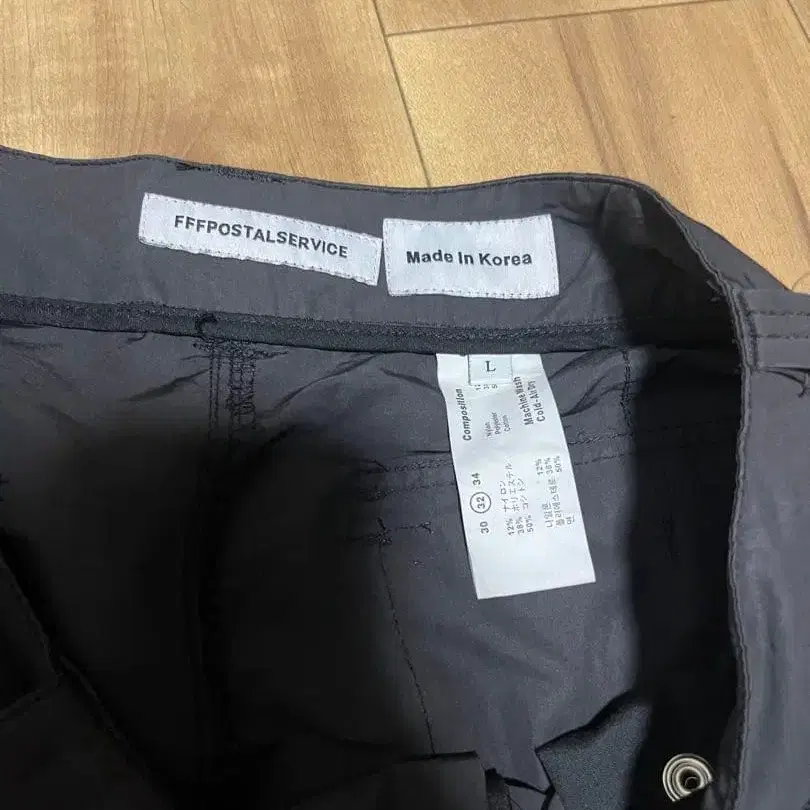 FFFPOSTALSERVICE
Made In Korea
L
Composition
Nylon
Polyester
Cotton
Machine Wash
Cold-Air Dry
30 32 34
12% ナイロン
38% ポリエステル
50% コットン
나일론 12%
폴리에스테르 38%
면 50%